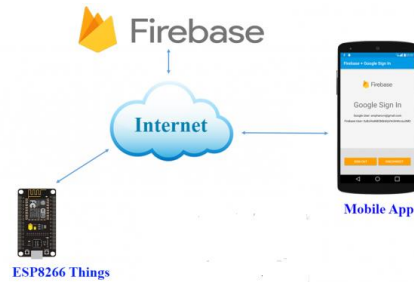 Firebase
Internet
Firebase + Google Sign In
Firebase
Google Sign In
Mobile App
ESP8266 Things